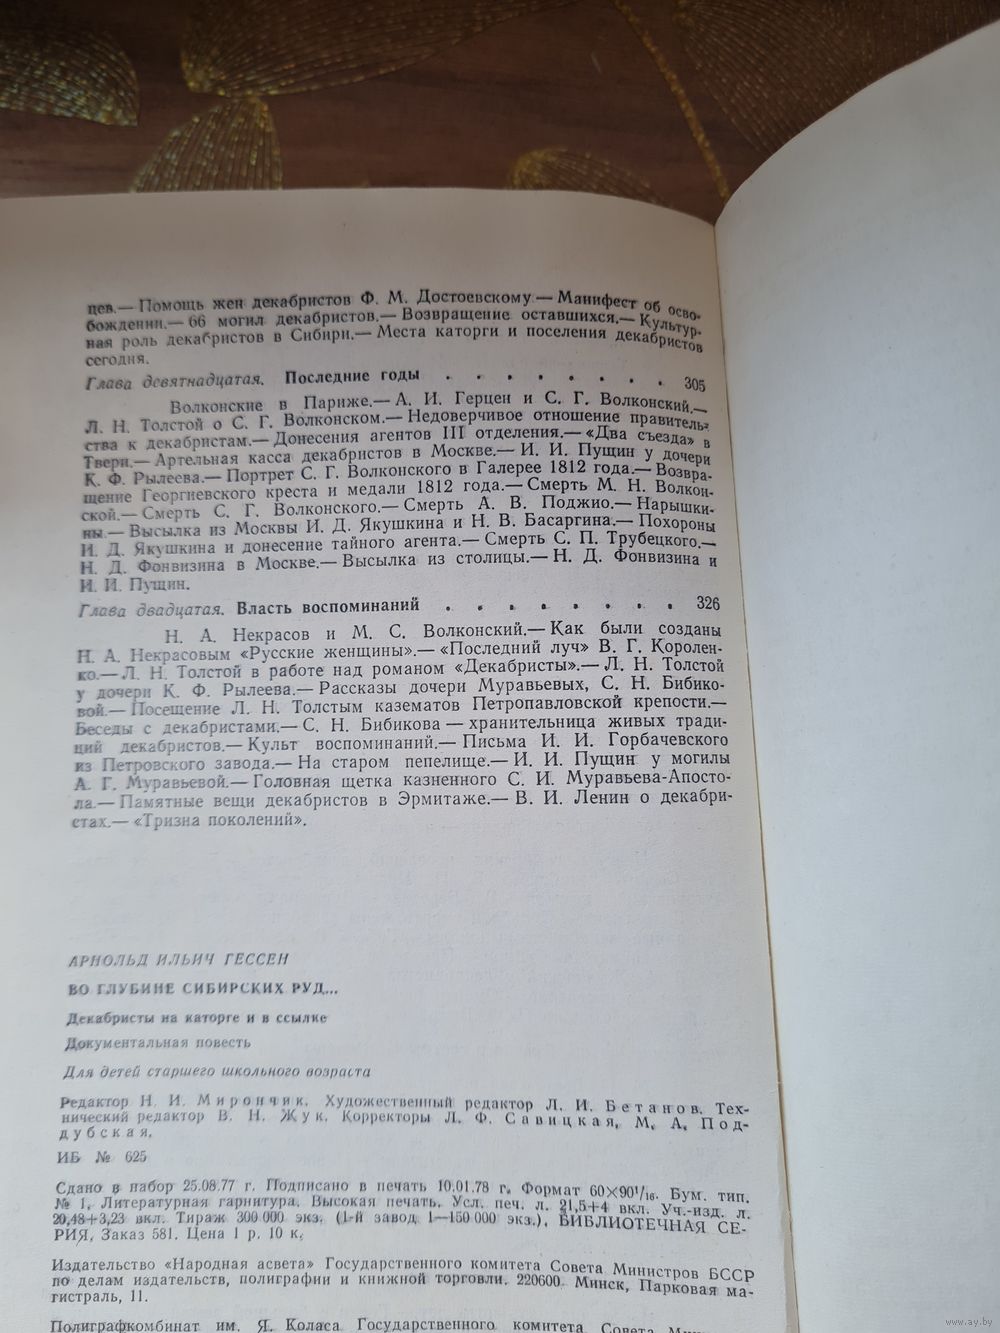 цев.— Помощь жен декабристов Ф. М. Достоевскому — Манифест об осво-
бождении.— 66 могил декабристов.— Возвращение оставшихся.— Культур-
ная роль декабристов в Сибири.— Места каторги и поселения декабристов
сегодня.
Глава девятнадцатая. Последние годы . . . . . . . . 305
Волконские в Париже.— А. И. Герцен и С. Г. Волконский.—
Л. Н. Толстой о С. Г. Волконском.— Недоверчивое отношение правитель-
ства к декабристам.— Донесения агентов III отделения.— «Два съезда» в
Твери.— Артельная касса декабристов в Москве.— И. И. Пущин у дочери
К. Ф. Рылеева.— Портрет С. Г. Волконского в Галерее 1812 года.— Возвра-
щение Георгиевского креста и медали 1812 года.— Смерть М. Н. Волкон-
ской.— Смерть С. Г. Волконского.— Смерть А. В. Поджио.— Нарышки-
ны.— Высылка из Москвы И. Д. Якушкина и Н. В. Басаргина.— Похороны
И. Д. Якушкина и донесение тайного агента.— Смерть С. П. Трубецкого.—
Н. Д. Фонвизина в Москве.— Высылка из столицы.— Н. Д. Фонвизина и
И. И. Пущин.
Глава двадцатая. Власть воспоминаний . . . . . . . . 326
Н. А. Некрасов и М. С. Волконский.— Как были созданы
Н. А. Некрасовым «Русские женщины».— «Последний луч» В. Г. Королен-
ко.— Л. Н. Толстой в работе над романом «Декабристы».— Л. Н. Толстой
у дочери К. Ф. Рылеева.— Рассказы дочери Муравьевых, С. Н. Бибико-
вой.— Посещение Л. Н. Толстым казематов Петропавловской крепости.—
Беседы с декабристами.— С. Н. Бибикова — хранительница живых тради-
ций декабристов.— Культ воспоминаний.— Письма И. И. Горбачевского
из Петровского завода.— На старом пепелище.— И. И. Пущин у могилы
А. Г. Муравьевой.— Головная щетка казненного С. И. Муравьева-Апосто-
ла.— Памятные вещи декабристов в Эрмитаже.— В. И. Ленин о декабри-
стах.— «Тризна поколений».
АРНОЛЬД ИЛЬИЧ ГЕССЕН
ВО ГЛУБИНЕ СИБИРСКИХ РУД...
Декабристы на каторге и в ссылке
Документальная повесть
Для детей старшего школьного возраста
Редактор Н. И. Мирончик. Художественный редактор Л. И. Бетанов. Тех-
нический редактор В. Н. Жук. Корректоры Л. Ф. Савицкая, М. А. Под-
дубская.
ИБ № 625
Сдано в набор 25.08.77 г. Подписано в печать 10.01.78 г. Формат 60×90¹/₁₆. Бум. тип.
№ 1. Литературная гарнитура. Высокая печать. Усл. печ. л. 21,5+4 вкл. Уч.-изд. л.
20,48+3,23 вкл. Тираж 300 000 экз. (1-й завод 1—150 000 экз.). БИБЛИОТЕЧНАЯ СЕ-
РИЯ. Заказ 581. Цена 1 р. 10 к.
Издательство «Народная асвета» Государственного комитета Совета Министров БССР
по делам издательств, полиграфии и книжной торговли. 220600. Минск, Парковая ма-
гистраль, 11.
Полиграфкомбинат им. Я. Коласа Государственного комитета Совета
www.ay.by